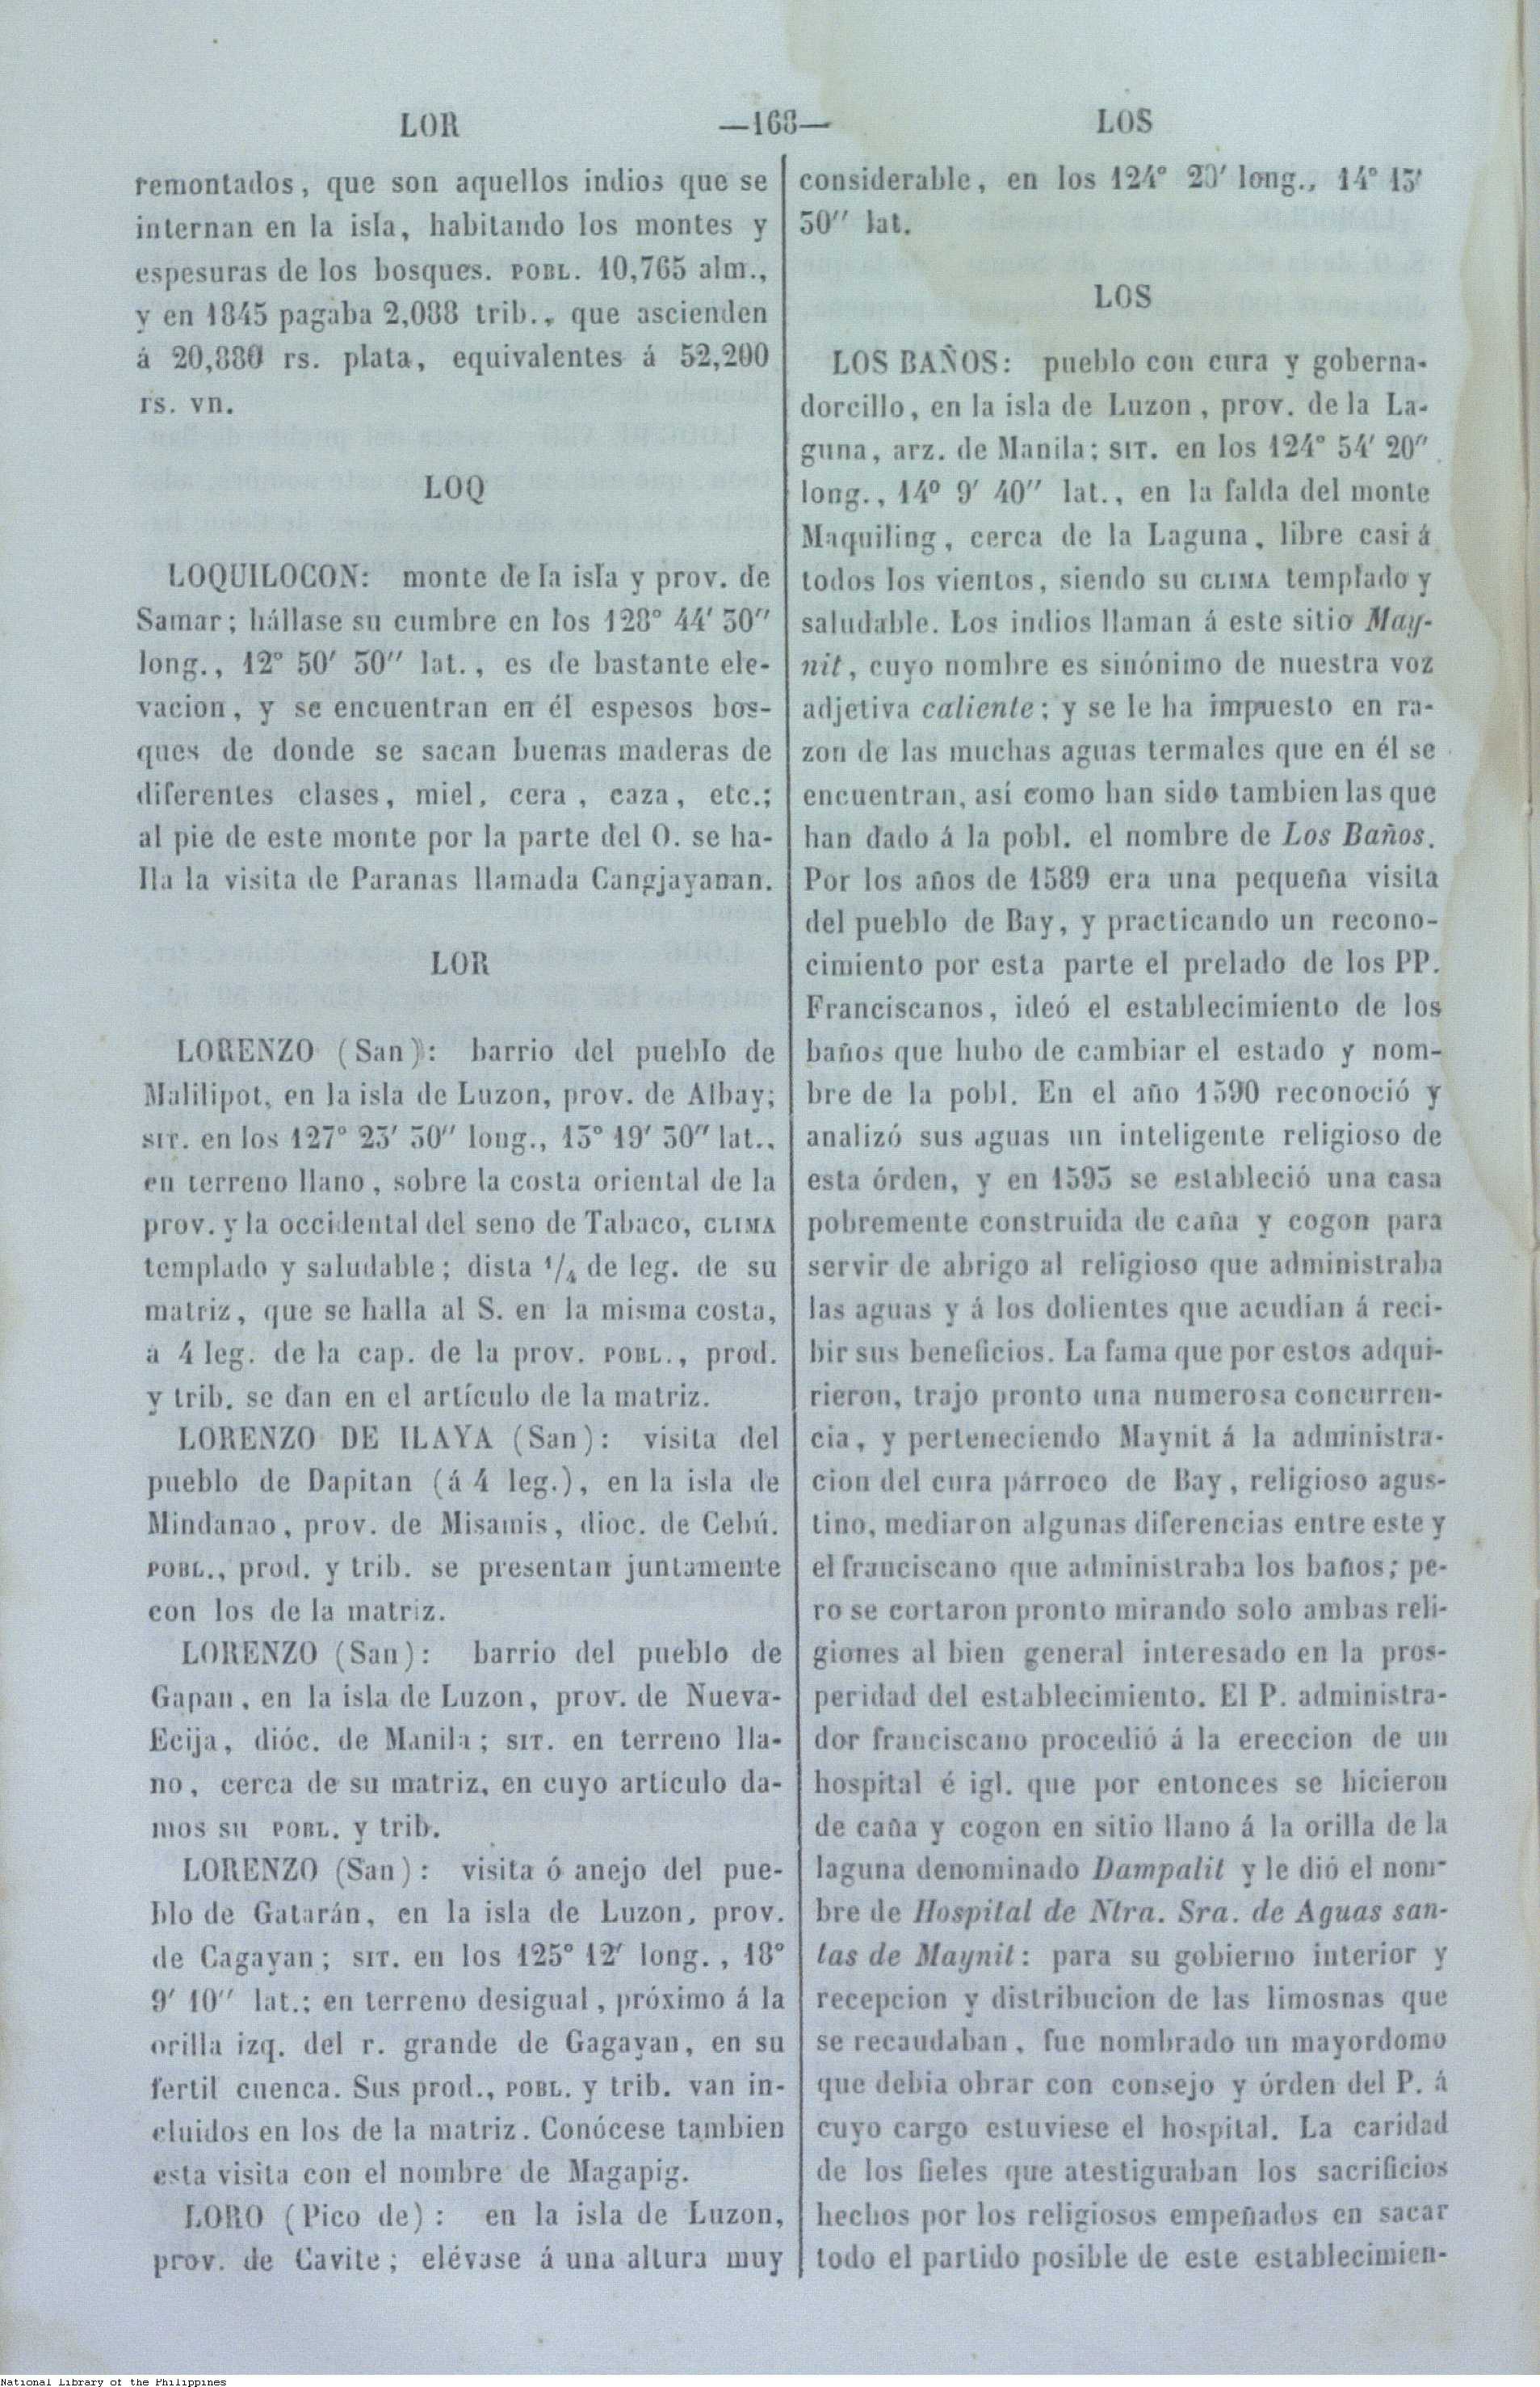 LOR
—168—
LOS
remontados, que son aquellos indios que se
internan en la isla, habitando los montes y
espesuras de los bosques. POBL. 10,765 alm.,
y en 1845 pagaba 2,088 trib., que ascienden
á 20,880 rs. plata, equivalentes á 52,200
rs. vn.
LOQ
LOQUILOCON: monte de la isla y prov. de
Samar; hállase su cumbre en los 128° 44' 30''
long., 12° 50' 30'' lat., es de bastante ele-
vacion, y se encuentran en él espesos bos-
ques de donde se sacan buenas maderas de
diferentes clases, miel, cera, caza, etc.;
al pie de este monte por la parte del O. se ha-
lla la visita de Paranas llamada Cangjayanan.
LOR
LORENZO (San): barrio del pueblo de
Malilipot, en la isla de Luzon, prov. de Albay;
SIT. en los 127° 23' 30'' long., 13° 19' 30'' lat.,
en terreno llano, sobre la costa oriental de la
prov. y la occidental del seno de Tabaco, CLIMA
templado y saludable; dista 1/4 de leg. de su
matriz, que se halla al S. en la misma costa,
a 4 leg. de la cap. de la prov. POBL., prod.
y trib. se dan en el artículo de la matriz.
LORENZO DE ILAYA (San): visita del
pueblo de Dapitan (á 4 leg.), en la isla de
Mindanao, prov. de Misamis, dioc. de Cebú.
POBL., prod. y trib. se presentan juntamente
con los de la matriz.
LORENZO (San): barrio del pueblo de
Gapan, en la isla de Luzon, prov. de Nueva-
Ecija, dióc. de Manila; SIT. en terreno lla-
no, cerca de su matriz, en cuyo artículo da-
mos su POBL. y trib.
LORENZO (San): visita ó anejo del pue-
blo de Gatarán, en la isla de Luzon, prov.
de Cagayan; SIT. en los 125° 12' long., 18°
9' 10'' lat.; en terreno desigual, próximo á la
orilla izq. del r. grande de Gagayan, en su
fertil cuenca. Sus prod., POBL. y trib. van in-
cluidos en los de la matriz. Conócese tambien
esta visita con el nombre de Magapig.
LORO (Pico de): en la isla de Luzon,
prov. de Cavite; elévase á una altura muy
considerable, en los 124° 20' long., 14° 15'
30'' lat.
LOS
LOS BAÑOS: pueblo con cura y goberna-
dorcillo, en la isla de Luzon, prov. de la La-
guna, arz. de Manila; SIT. en los 124° 54' 20''
long., 14° 9' 40'' lat., en la falda del monte
Maquiling, cerca de la Laguna, libre casi á
todos los vientos, siendo su CLIMA templado y
saludable. Los indios llaman á este sitio May-
nit, cuyo nombre es sinónimo de nuestra voz
adjetiva caliente; y se le ha impuesto en ra-
zon de las muchas aguas termales que en él se
encuentran, así como han sido tambien las que
han dado á la pobl. el nombre de Los Baños.
Por los años de 1589 era una pequeña visita
del pueblo de Bay, y practicando un recono-
cimiento por esta parte el prelado de los PP.
Franciscanos, ideó el establecimiento de los
baños que hubo de cambiar el estado y nom-
bre de la pobl. En el año 1590 reconoció y
analizó sus aguas un inteligente religioso de
esta órden, y en 1593 se estableció una casa
pobremente construida de caña y cogon para
servir de abrigo al religioso que administraba
las aguas y á los dolientes que acudian á reci-
bir sus beneficios. La fama que por estos adqui-
rieron, trajo pronto una numerosa concurren-
cia, y perteneciendo Maynit á la administra-
cion del cura párroco de Bay, religioso agus-
tino, mediaron algunas diferencias entre este y
el franciscano que administraba los baños; pe-
ro se cortaron pronto mirando solo ambas reli-
giones al bien general interesado en la pros-
peridad del establecimiento. El P. administra-
dor franciscano procedió á la ereccion de un
hospital é igl. que por entonces se hicieron
de caña y cogon en sitio llano á la orilla de la
laguna denominado Dampalit y le dió el nom-
bre de Hospital de Ntra. Sra. de Aguas san-
tas de Maynit: para su gobierno interior y
recepcion y distribucion de las limosnas que
se recaudaban, fue nombrado un mayordomo
que debia obrar con consejo y órden del P. á
cuyo cargo estuviese el hospital. La caridad
de los fieles que atestiguaban los sacrificios
hechos por los religiosos empeñados en sacar
todo el partido posible de este establecimien-
National Library of the Philippines